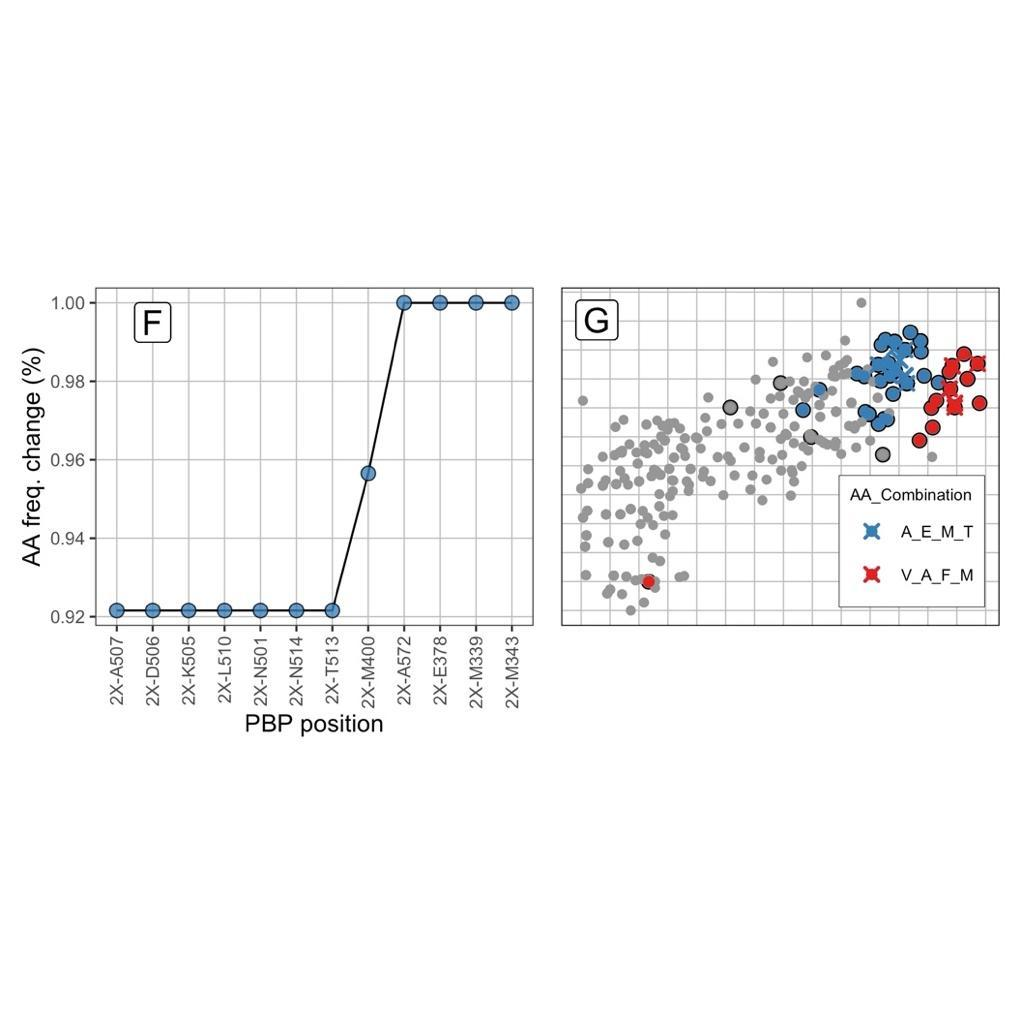 F
1.00
0.98
0.96
0.94
0.92
AA freq. change (%)
2X-A507
2X-D506
2X-K505
2X-L510
2X-N501
2X-N514
2X-T513
2X-M400
2X-A572
2X-E378
2X-M339
2X-M343
PBP position
G
AA_Combination
A_E_M_T
V_A_F_M